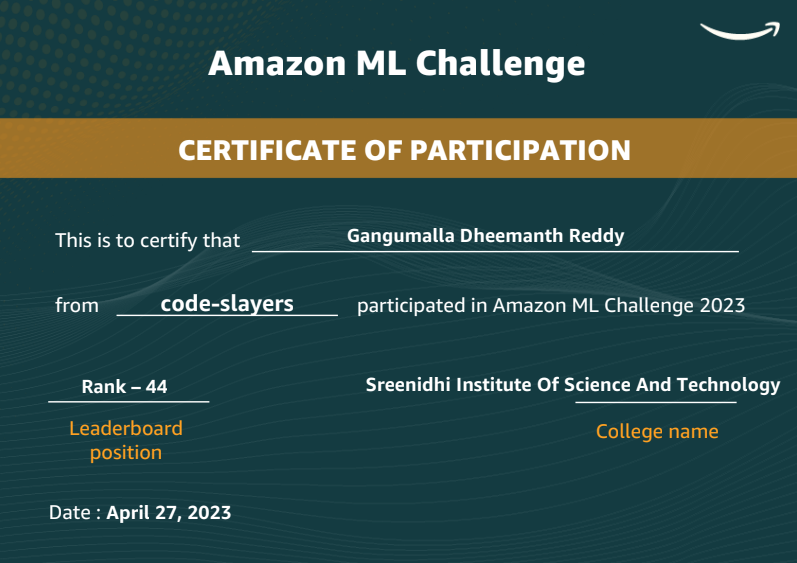 Amazon ML Challenge
CERTIFICATE OF PARTICIPATION
This is to certify that Gangumalla Dheemanth Reddy
from code-slayers participated in Amazon ML Challenge 2023
Rank – 44
Leaderboard
position
Sreenidhi Institute Of Science And Technology
College name
Date : April 27, 2023